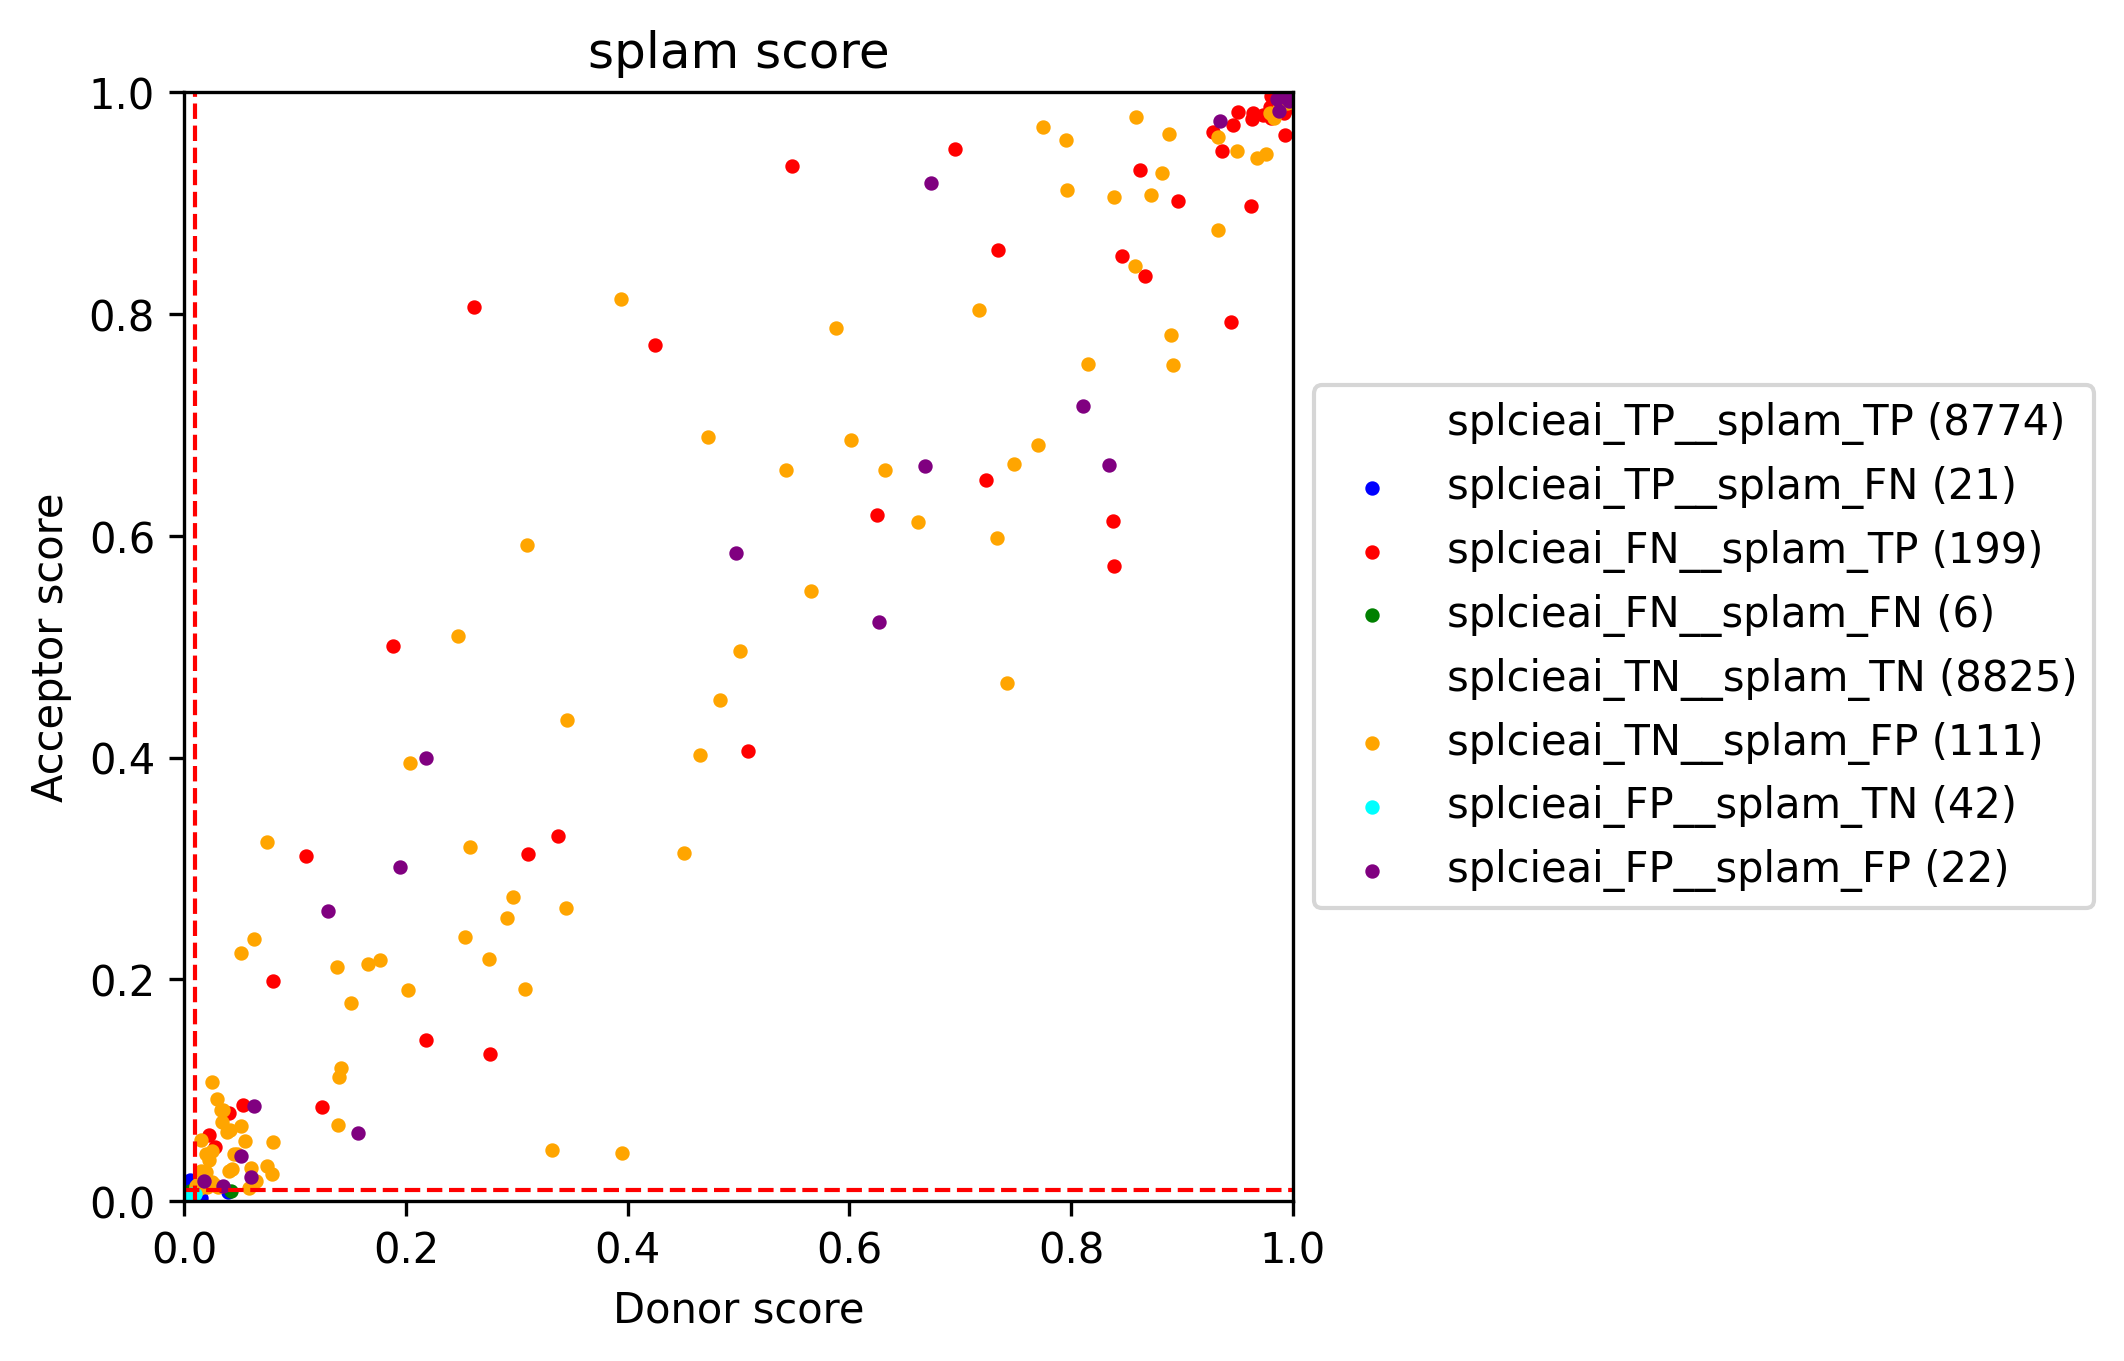 splam score
1.0
0.8
0.6
0.4
0.2
0.0
Acceptor score
0.0 0.2 0.4 0.6 0.8 1.0
Donor score
splcieai_TP__splam_TP (8774)
splcieai_TP__splam_FN (21)
splcieai_FN__splam_TP (199)
splcieai_FN__splam_FN (6)
splcieai_TN__splam_TN (8825)
splcieai_TN__splam_FP (111)
splcieai_FP__splam_TN (42)
splcieai_FP__splam_FP (22)